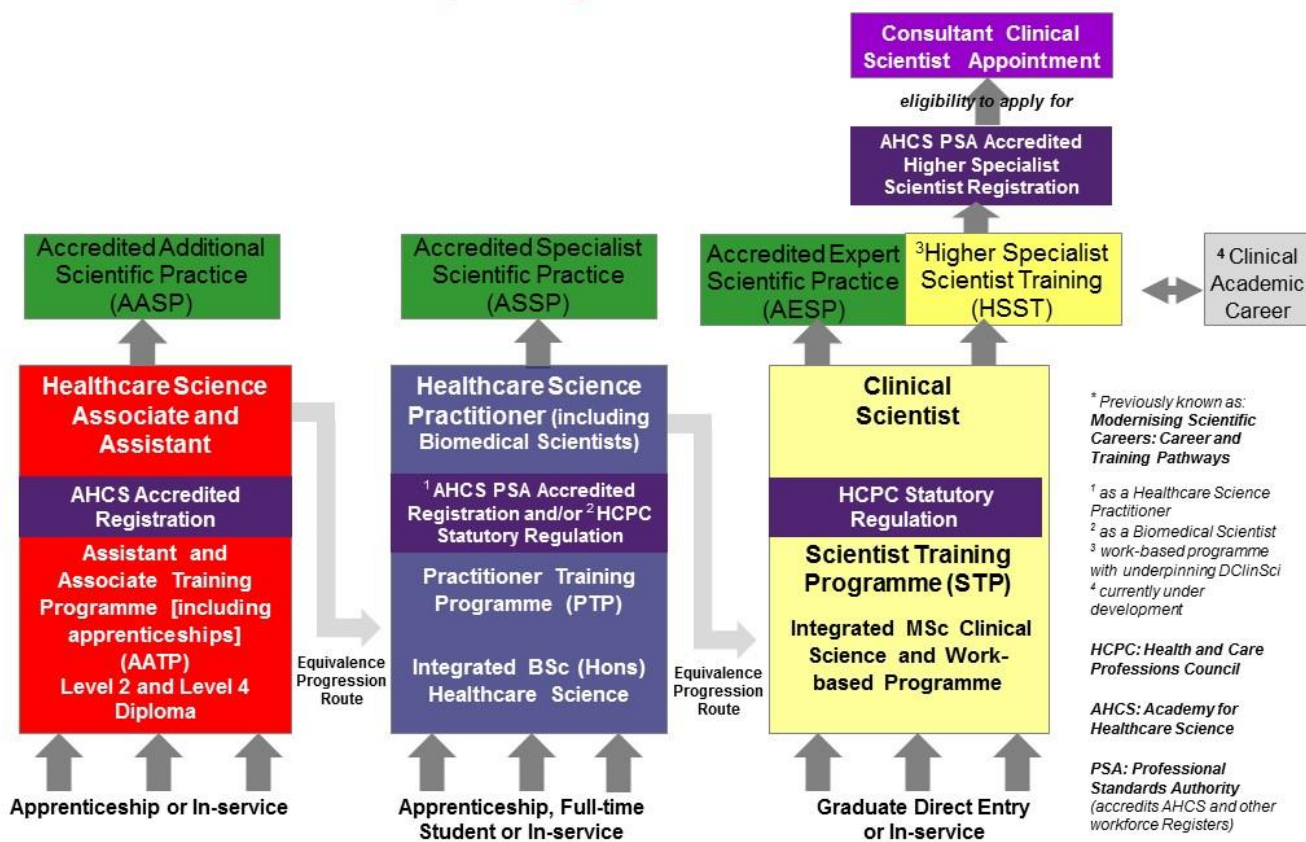 Consultant Clinical
Scientist Appointment
eligibility to apply for
AHCS PSA Accredited
Higher Specialist
Scientist Registration
Accredited Additional
Scientific Practice
(AASP)
Accredited Specialist
Scientific Practice
(ASSP)
Accredited Expert
Scientific Practice
(AESP)
³Higher Specialist
Scientist Training
(HSST)
⁴ Clinical
Academic
Career
Healthcare Science
Associate and
Assistant
AHCS Accredited
Registration
Assistant and
Associate Training
Programme [including
apprenticeships]
(AATP)
Level 2 and Level 4
Diploma
Apprenticeship or In-service
Equivalence
Progression
Route
Healthcare Science
Practitioner (including
Biomedical Scientists)
¹ AHCS PSA Accredited
Registration and/or ² HCPC
Statutory Regulation
Practitioner Training
Programme (PTP)
Integrated BSc (Hons)
Healthcare Science
Apprenticeship, Full-time
Student or In-service
Equivalence
Progression
Route
Clinical
Scientist
HCPC Statutory
Regulation
Scientist Training
Programme (STP)
Integrated MSc Clinical
Science and Work-
based Programme
Graduate Direct Entry
or In-service
* Previously known as:
Modernising Scientific
Careers: Career and
Training Pathways
¹ as a Healthcare Science
Practitioner
² as a Biomedical Scientist
³ work-based programme
with underpinning DClinSci
⁴ currently under
development
HCPC: Health and Care
Professions Council
AHCS: Academy for
Healthcare Science
PSA: Professional
Standards Authority
(accredits AHCS and other
workforce Registers)